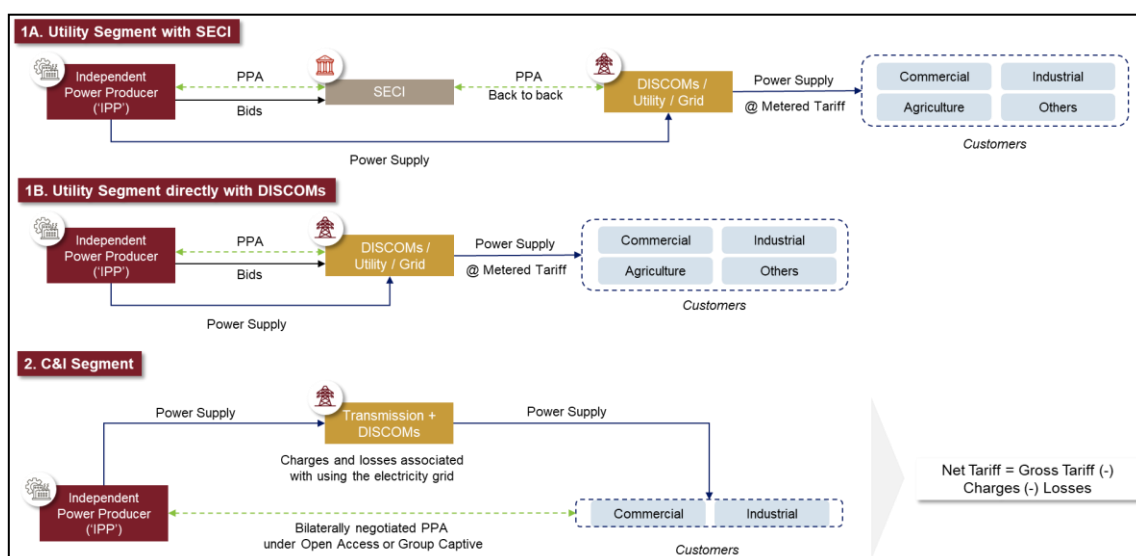 1A. Utility Segment with SECI
Independent
Power Producer
('IPP')
PPA
Bids
SECI
PPA
Back to back
DISCOMs /
Utility / Grid
Power Supply
@ Metered Tariff
Commercial
Industrial
Agriculture
Others
Customers
Power Supply
1B. Utility Segment directly with DISCOMs
Independent
Power Producer
('IPP')
PPA
Bids
DISCOMs /
Utility / Grid
Power Supply
@ Metered Tariff
Commercial
Industrial
Agriculture
Others
Customers
Power Supply
2. C&I Segment
Power Supply
Transmission +
DISCOMs
Power Supply
Charges and losses associated
with using the electricity grid
Independent
Power Producer
('IPP')
Bilaterally negotiated PPA
under Open Access or Group Captive
Commercial
Industrial
Customers
Net Tariff = Gross Tariff (-)
Charges (-) Losses